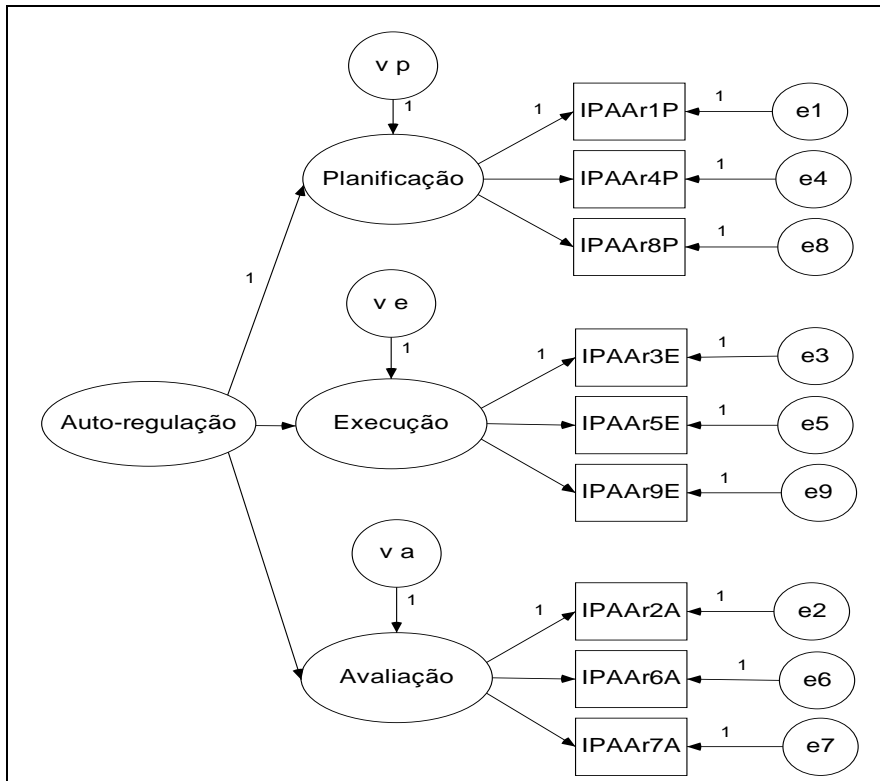 v p
1
1
IPAAr1P
1
e1
Planificação
IPAAr4P
1
e4
IPAAr8P
1
e8
1
v e
1
1
IPAAr3E
1
e3
Auto-regulação
Execução
IPAAr5E
1
e5
IPAAr9E
1
e9
v a
1
1
IPAAr2A
1
e2
Avaliação
IPAAr6A
1
e6
IPAAr7A
1
e7